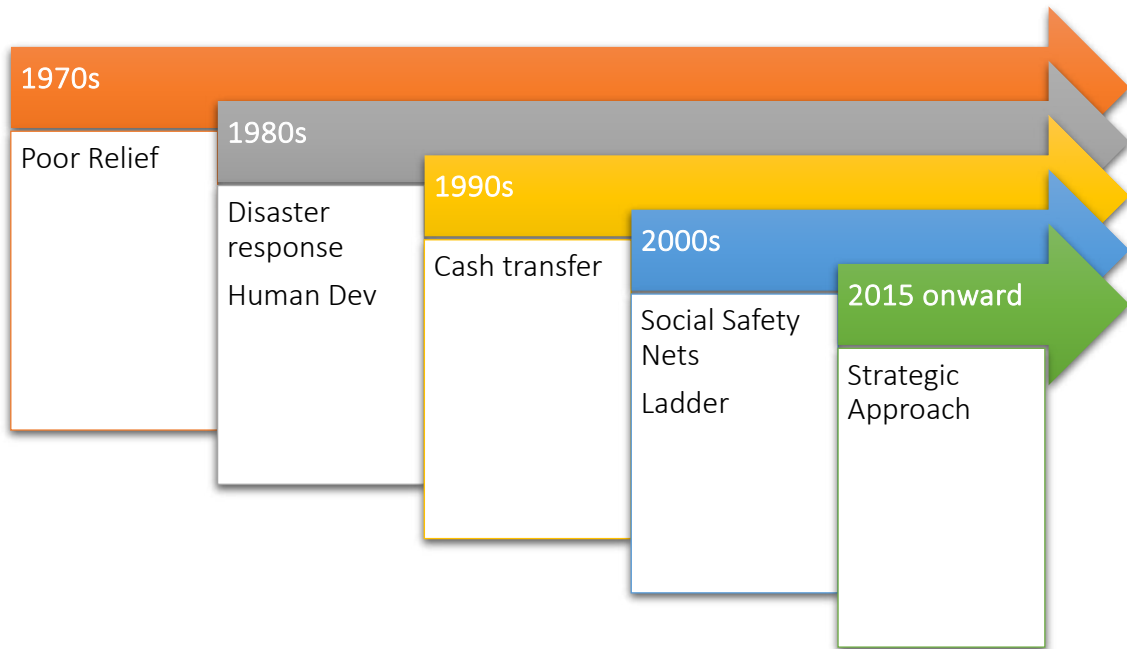 1970s
Poor Relief
1980s
Disaster
response
Human Dev
1990s
Cash transfer
2000s
Social Safety
Nets
Ladder
2015 onward
Strategic
Approach